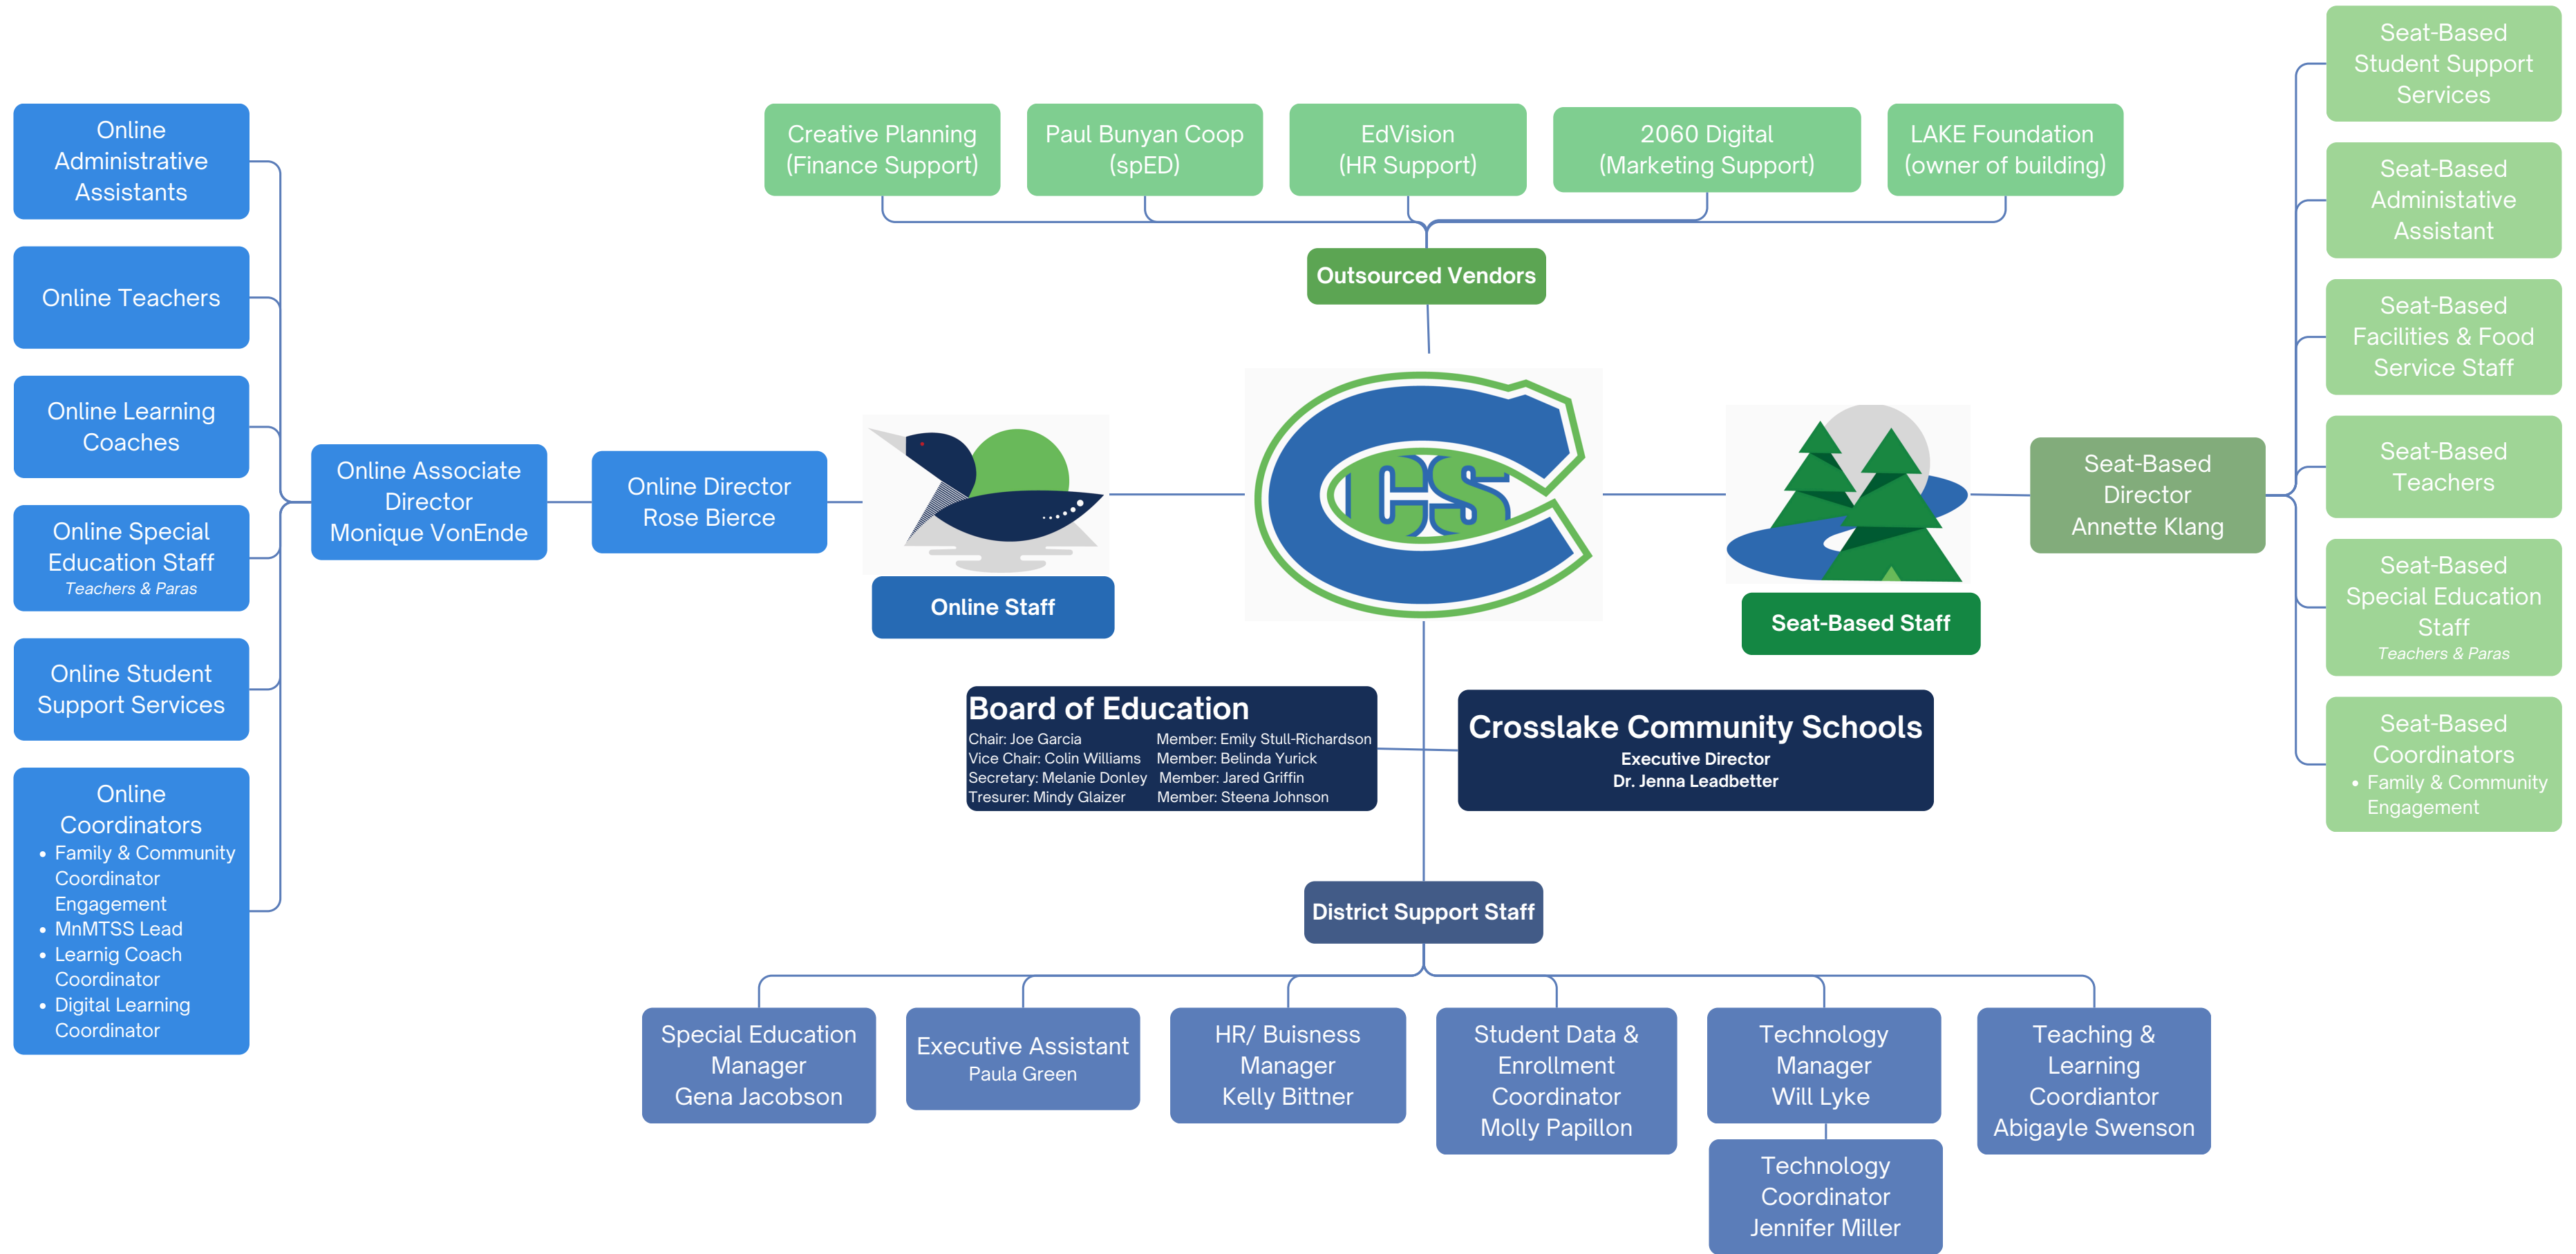 Online
Administrative
Assistants
Online Teachers
Online Learning
Coaches
Online Special
Education Staff
Teachers & Paras
Online Student
Support Services
Online
Coordinators
• Family & Community
Coordinator
Engagement
• MnMTSS Lead
• Learnig Coach
Coordinator
• Digital Learning
Coordinator
Online Associate
Director
Monique VonEnde
Online Director
Rose Bierce
Online Staff
Creative Planning
(Finance Support)
Paul Bunyan Coop
(spED)
EdVision
(HR Support)
2060 Digital
(Marketing Support)
LAKE Foundation
(owner of building)
Outsourced Vendors
CCS
Seat-Based Staff
Seat-Based
Director
Annette Klang
Seat-Based
Student Support
Services
Seat-Based
Administative
Assistant
Seat-Based
Facilities & Food
Service Staff
Seat-Based
Teachers
Seat-Based
Special Education
Staff
Teachers & Paras
Seat-Based
Coordinators
• Family & Community
Engagement
Board of Education
Chair: Joe Garcia Member: Emily Stull-Richardson
Vice Chair: Colin Williams Member: Belinda Yurick
Secretary: Melanie Donley Member: Jared Griffin
Tresurer: Mindy Glaizer Member: Steena Johnson
Crosslake Community Schools
Executive Director
Dr. Jenna Leadbetter
District Support Staff
Special Education
Manager
Gena Jacobson
Executive Assistant
Paula Green
HR/ Buisness
Manager
Kelly Bittner
Student Data &
Enrollment
Coordinator
Molly Papillon
Technology
Manager
Will Lyke
Technology
Coordinator
Jennifer Miller
Teaching &
Learning
Coordiantor
Abigayle Swenson